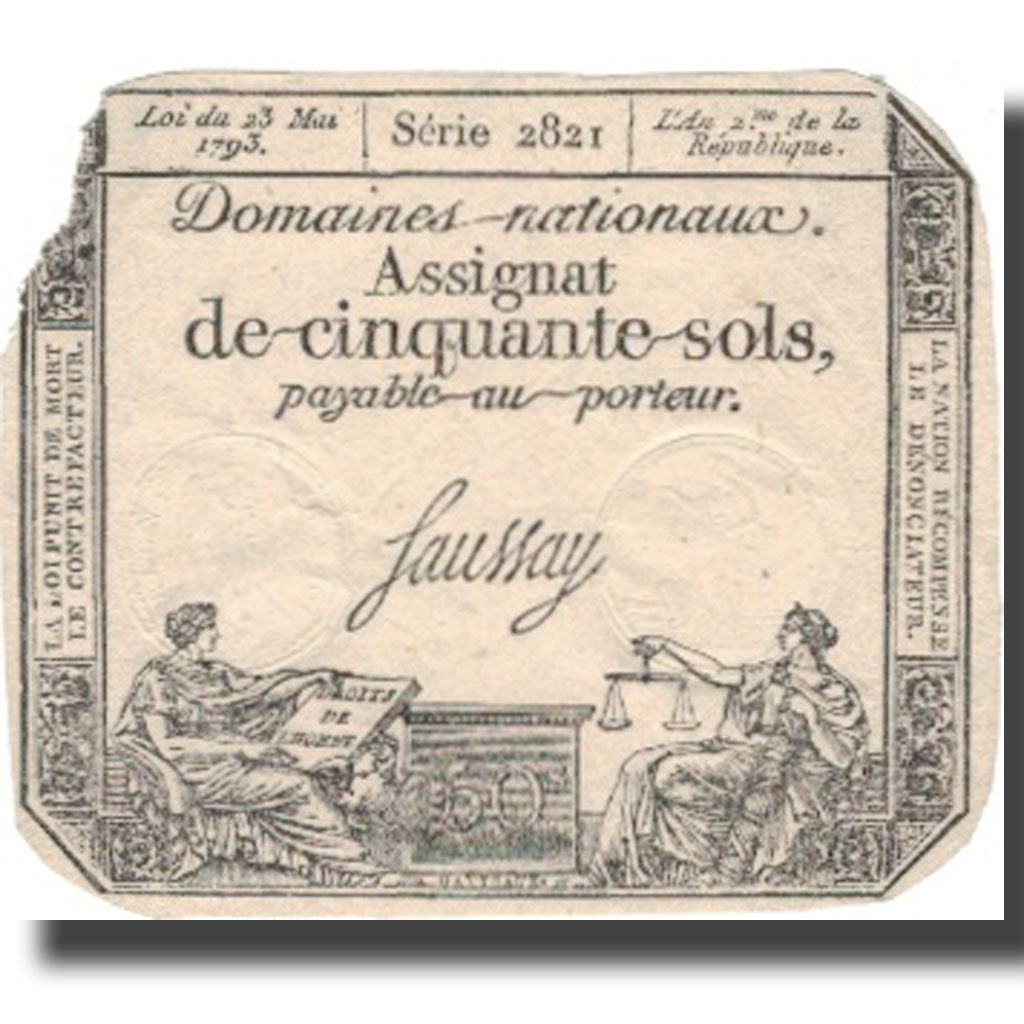 Loi du 23 Mai
1793.
Série 2821
L'An 2.me de la
République.
Domaines nationaux.
Assignat
de cinquante sols,
payable au porteur.
LA LOI PUNIT DE MORT
LE CONTREFACTEUR.
LA NATION RÉCOMPENSE
LE DÉNONCIATEUR.
Saussay
DROITS
DE
L'HOMME
50